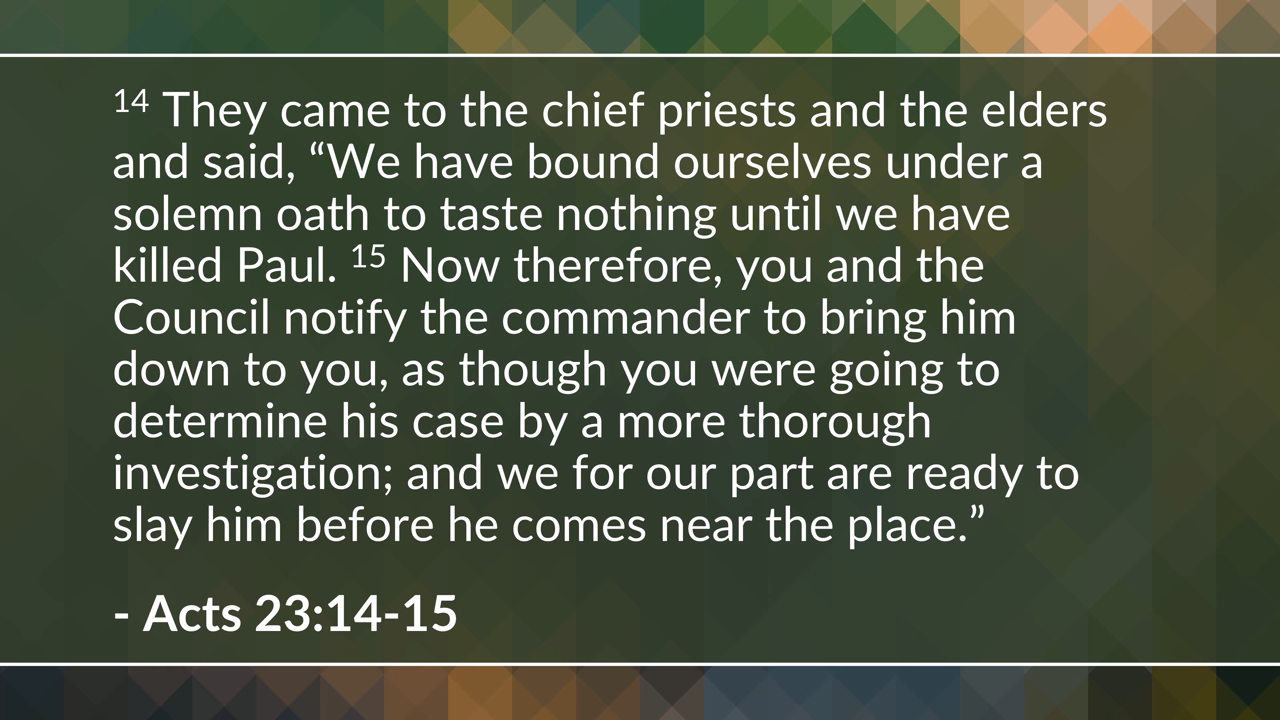 14 They came to the chief priests and the elders
and said, “We have bound ourselves under a
solemn oath to taste nothing until we have
killed Paul. 15 Now therefore, you and the
Council notify the commander to bring him
down to you, as though you were going to
determine his case by a more thorough
investigation; and we for our part are ready to
slay him before he comes near the place.”
- Acts 23:14-15